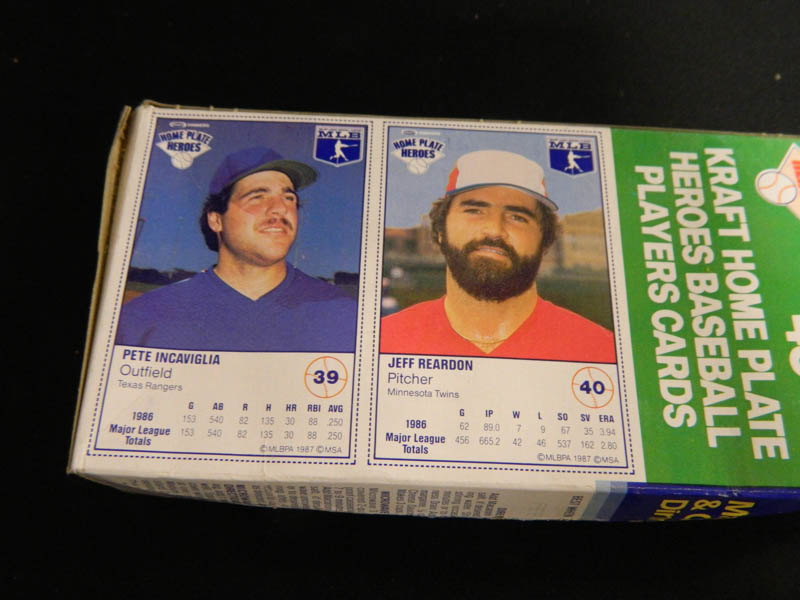 HOME PLATE
HEROES
MLB
PETE INCAVIGLIA
Outfield
Texas Rangers
39
G AB R H HR RBI AVG
1986 153 540 82 135 30 88 .250
Major League
Totals 153 540 82 135 30 88 .250
©MLBPA 1987 ©MSA
HOME PLATE
HEROES
MLB
JEFF REARDON
Pitcher
Minnesota Twins
40
G IP W L SO SV ERA
1986 62 89.0 7 9 67 35 3.94
Major League
Totals 456 665.2 42 46 537 162 2.80
©MLBPA 1987 ©MSA
KRAFT HOME PLATE
HEROES BASEBALL
PLAYERS CARDS